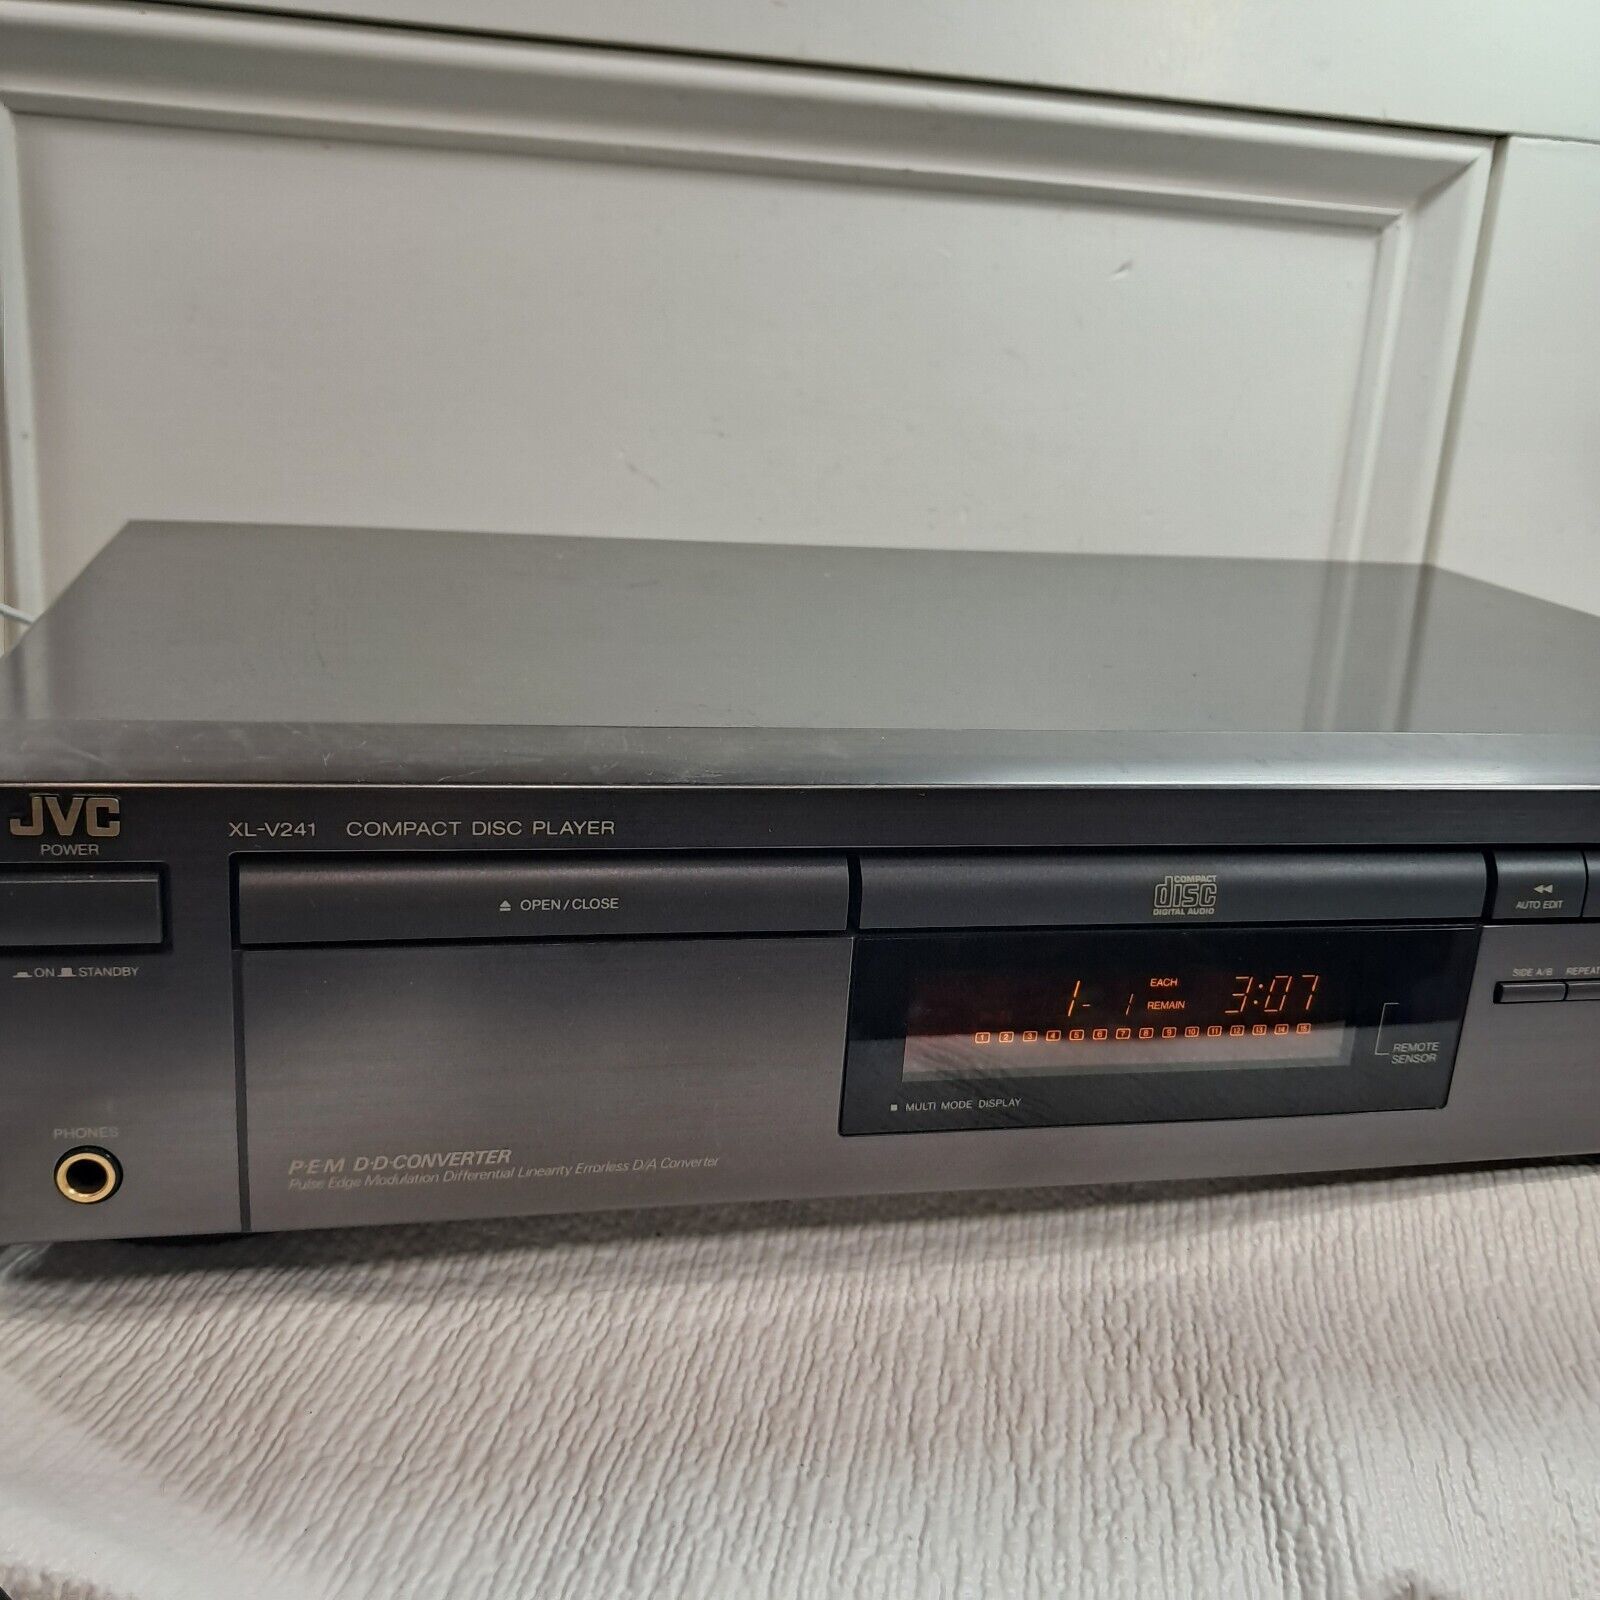 JVC
POWER
XL-V241 COMPACT DISC PLAYER
OPEN/CLOSE
COMPACT
disc
DIGITAL AUDIO
AUTO EDIT
ON STANDBY
SIDE A/B REPEAT
1- 1 EACH REMAIN 3:07
1 2 3 4 5 6 7 8 9 10 11 12 13 14 15
REMOTE
SENSOR
MULTI MODE DISPLAY
PHONES
P·E·M D·D·CONVERTER
Pulse Edge Modulation Differential Linearity Errorless D/A Converter